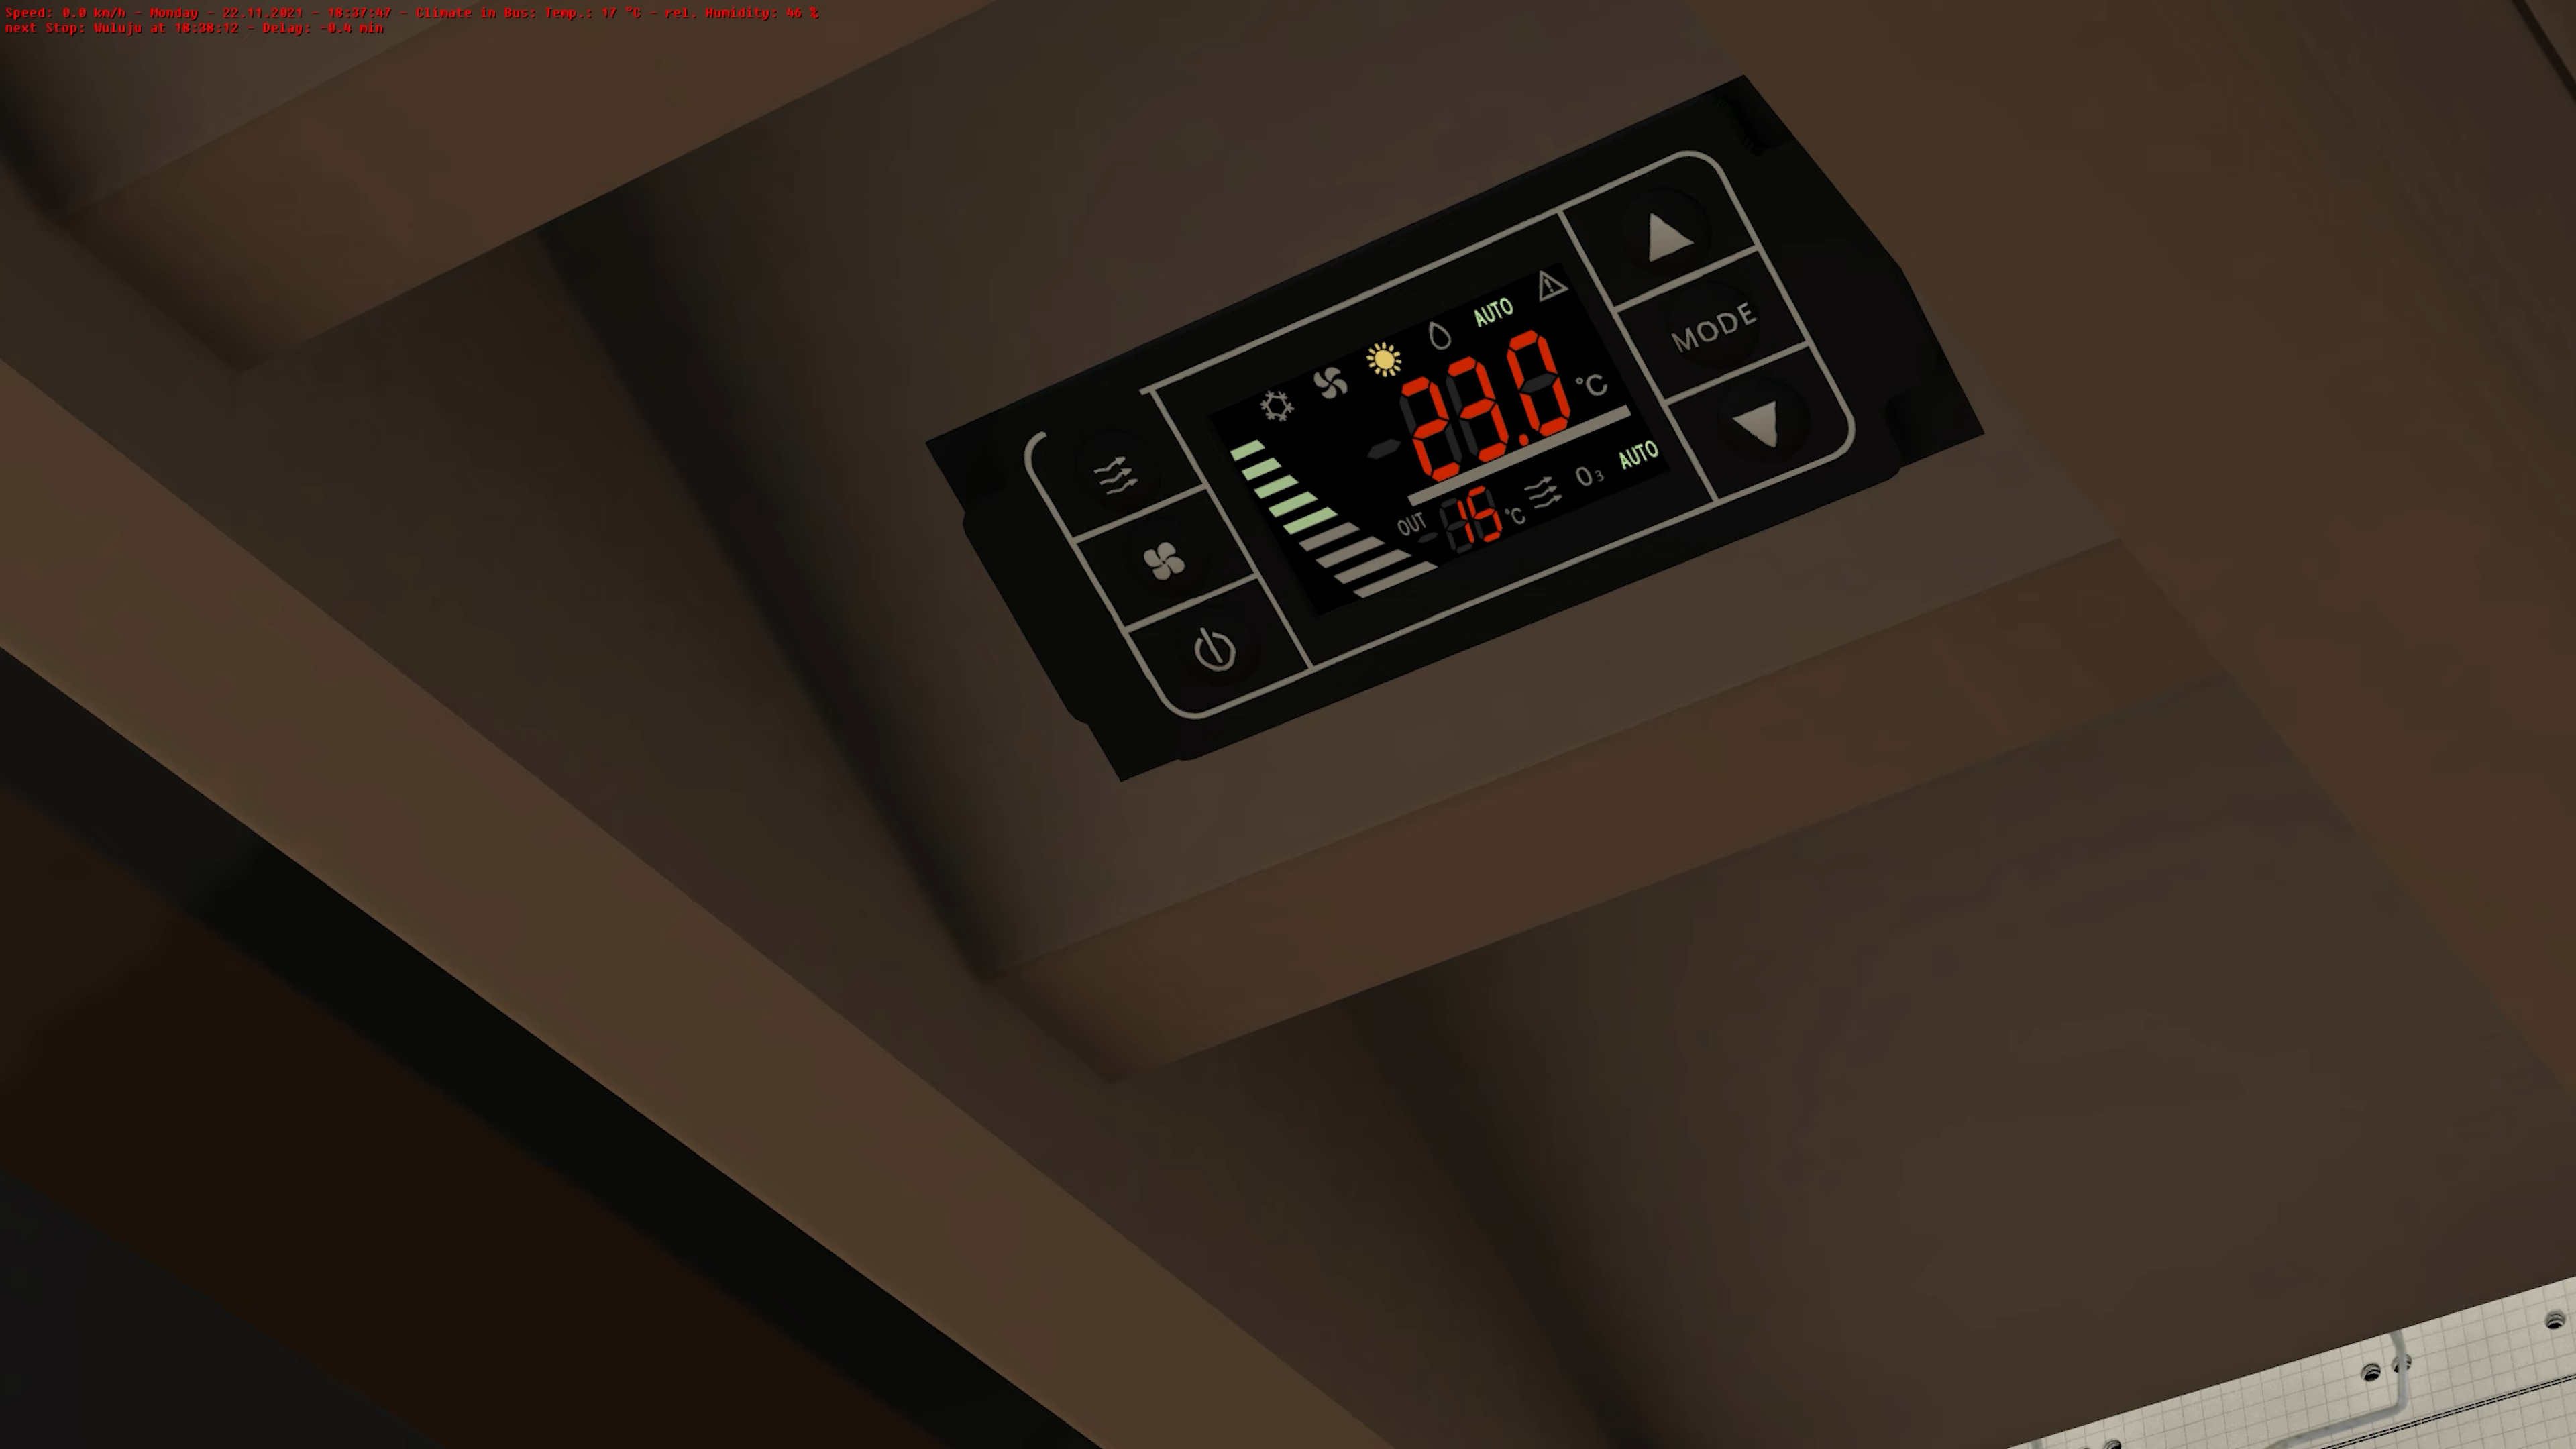 Speed: 0.0 km/h - Monday - 22.11.2021 - 18:37:47 - Climate in Bus: Temp.: 17 °C - rel. Humidity: 46 %
next Stop: Wuluju at 18:38:12 - Delay: -0.4 min
AUTO
23.0 °C
MODE
OUT 15 °C O3 AUTO